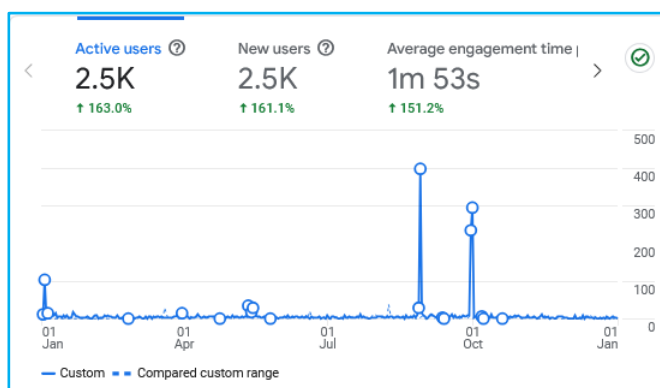 Active users New users Average engagement time
2.5K 2.5K 1m 53s
↑ 163.0% ↑ 161.1% ↑ 151.2%
500
400
300
200
100
0
01 01 01 01 01
Jan Apr Jul Oct Jan
Custom Compared custom range